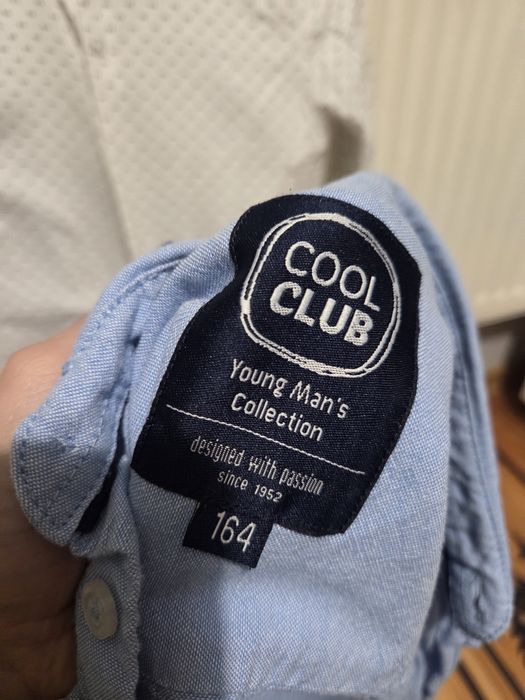 COOL
CLUB
Young Man's
Collection
designed with passion
since 1952
164